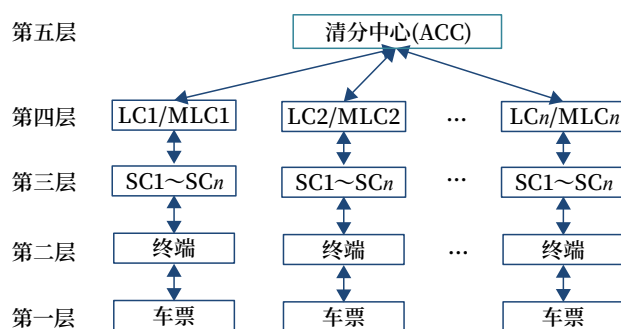 第五层 清分中心(ACC)
第四层 LC1/MLC1 LC2/MLC2 … LCn/MLCn
第三层 SC1～SCn SC1～SCn … SC1～SCn
第二层 终端 终端 … 终端
第一层 车票 车票 车票